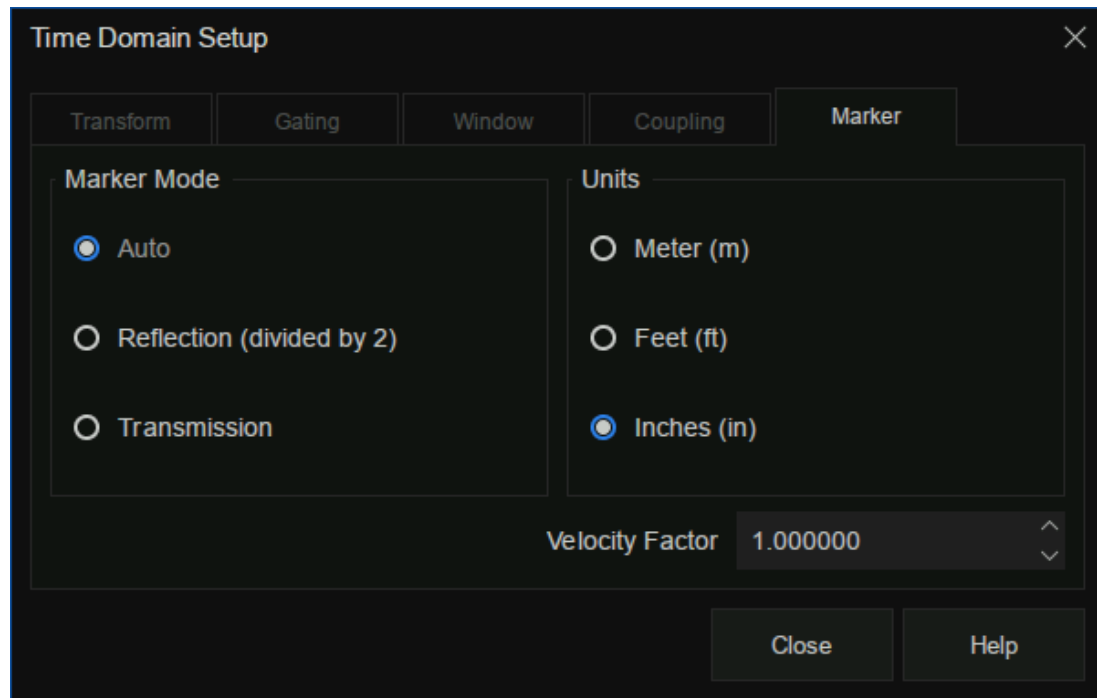 Time Domain Setup
Transform
Gating
Window
Coupling
Marker
Marker Mode
Auto
Reflection (divided by 2)
Transmission
Units
Meter (m)
Feet (ft)
Inches (in)
Velocity Factor 1.000000
Close
Help